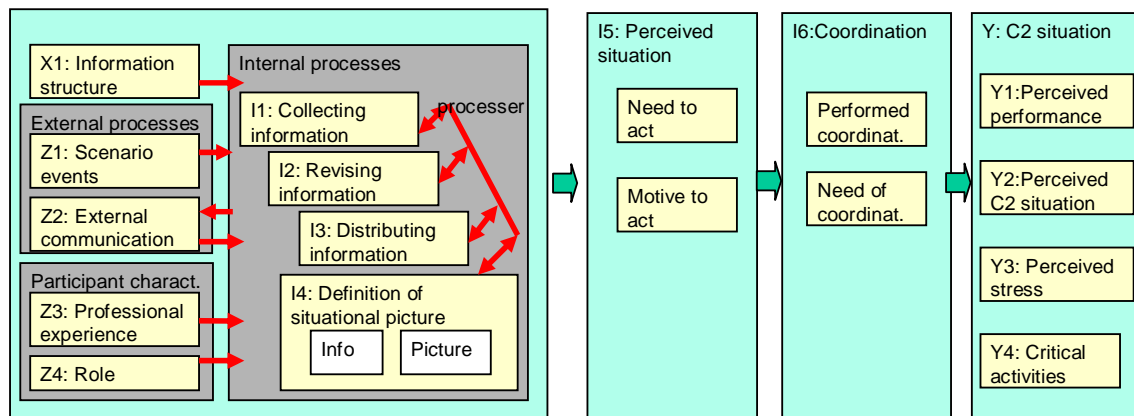 X1: Information
structure
External processes
Z1: Scenario
events
Z2: External
communication
Participant charact.
Z3: Professional
experience
Z4: Role
Internal processes
processer
I1: Collecting
information
I2: Revising
information
I3: Distributing
information
I4: Definition of
situational picture
Info
Picture
I5: Perceived
situation
Need to
act
Motive to
act
I6:Coordination
Performed
coordinat.
Need of
coordinat.
Y: C2 situation
Y1:Perceived
performance
Y2:Perceived
C2 situation
Y3: Perceived
stress
Y4: Critical
activities